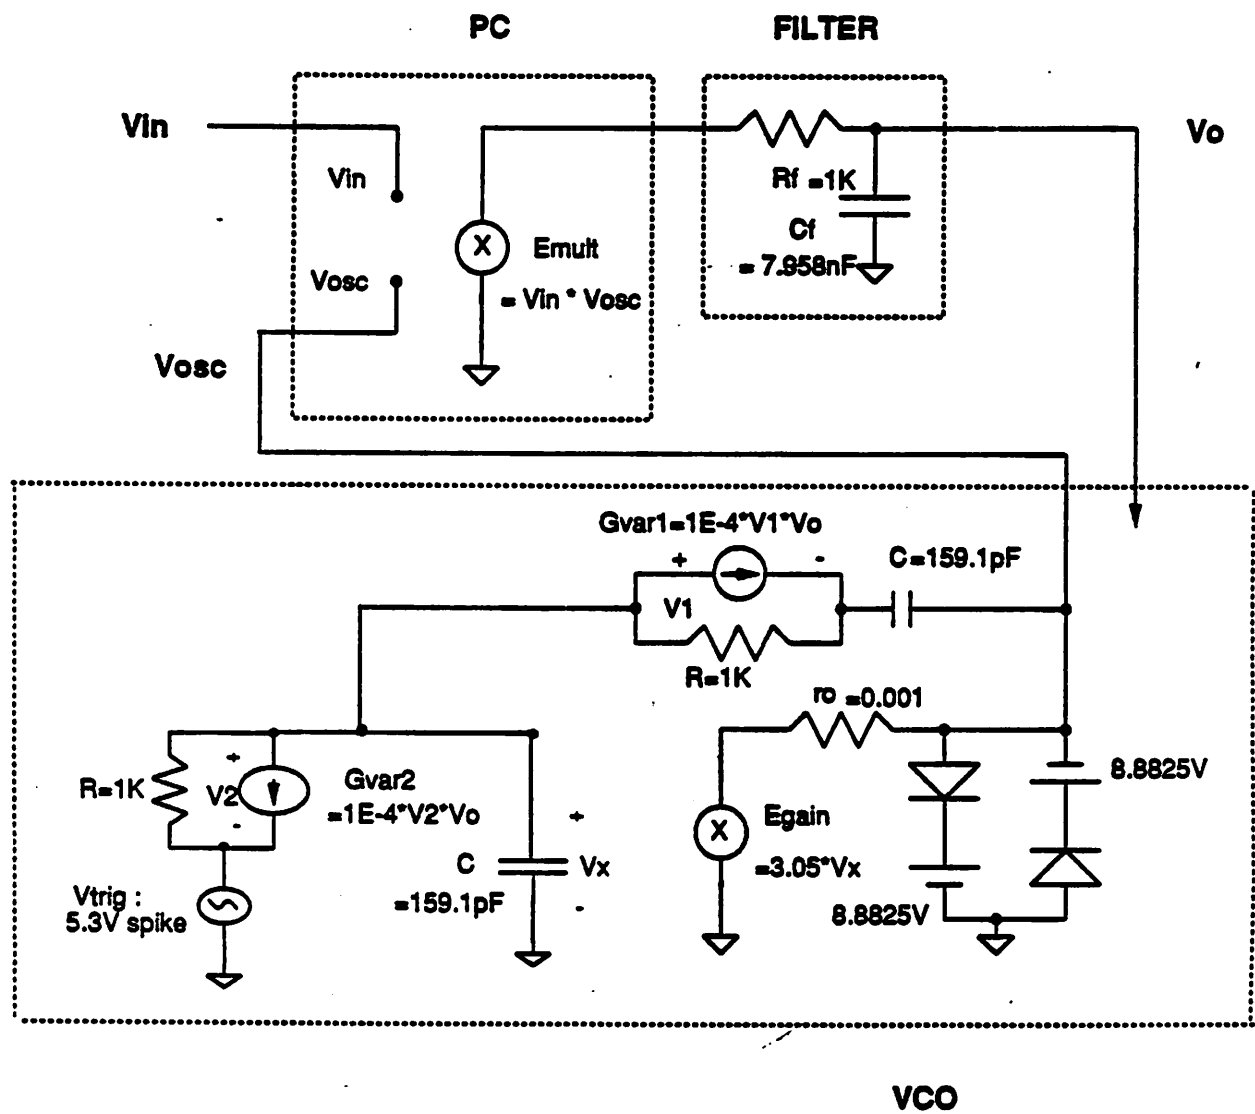 PC
FILTER
Vin
Vin
Vosc
Vosc
X
Emult
= Vin * Vosc
Rf =1K
Cf
= 7.958nF
Vo
Gvar1=1E-4*V1*Vo
+
-
V1
R=1K
C=159.1pF
ro =0.001
R=1K
+
V2
-
Gvar2
=1E-4*V2*Vo
Vtrig :
5.3V spike
C
=159.1pF
+
Vx
-
X
Egain
=3.05*Vx
8.8825V
8.8825V
VCO